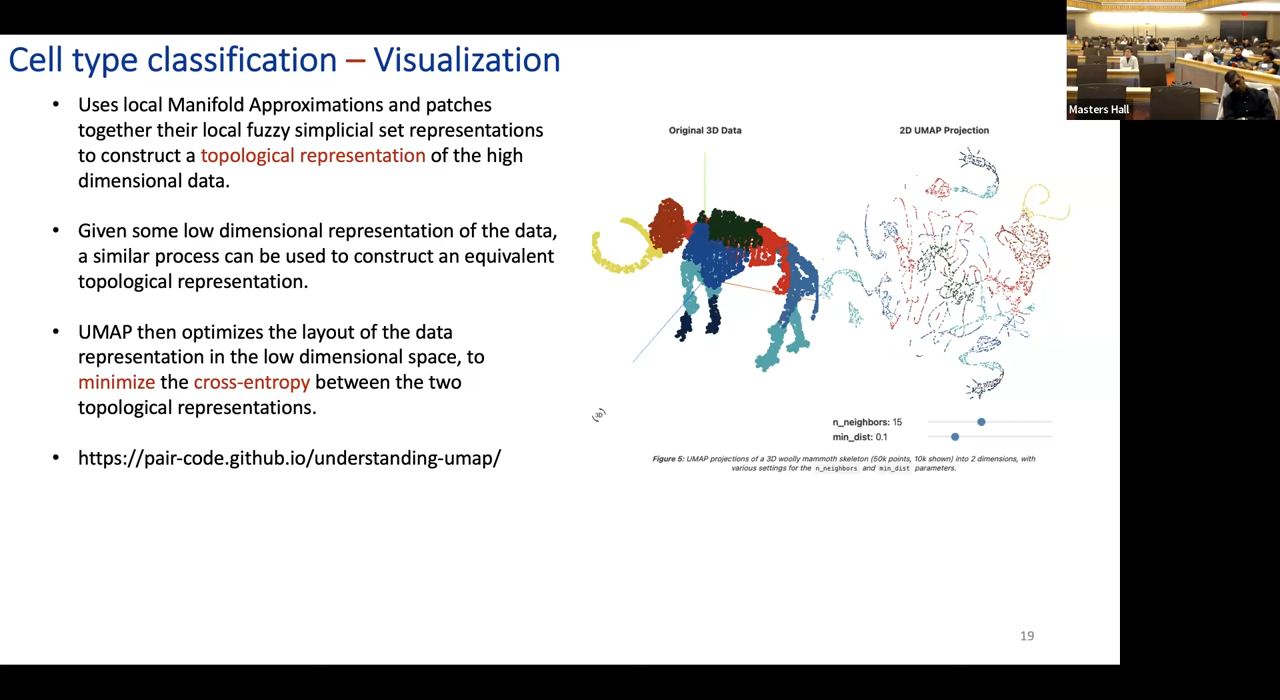 Cell type classification – Visualization
• Uses local Manifold Approximations and patches
together their local fuzzy simplicial set representations
to construct a topological representation of the high
dimensional data.
• Given some low dimensional representation of the data,
a similar process can be used to construct an equivalent
topological representation.
• UMAP then optimizes the layout of the data
representation in the low dimensional space, to
minimize the cross-entropy between the two
topological representations.
• https://pair-code.github.io/understanding-umap/
Original 3D Data
2D UMAP Projection
3D
n_neighbors: 15
min_dist: 0.1
Figure 5: UMAP projections of a 3D woolly mammoth skeleton (50k points, 10k shown) into 2 dimensions, with
various settings for the n_neighbors and min_dist parameters.
19
Masters Hall